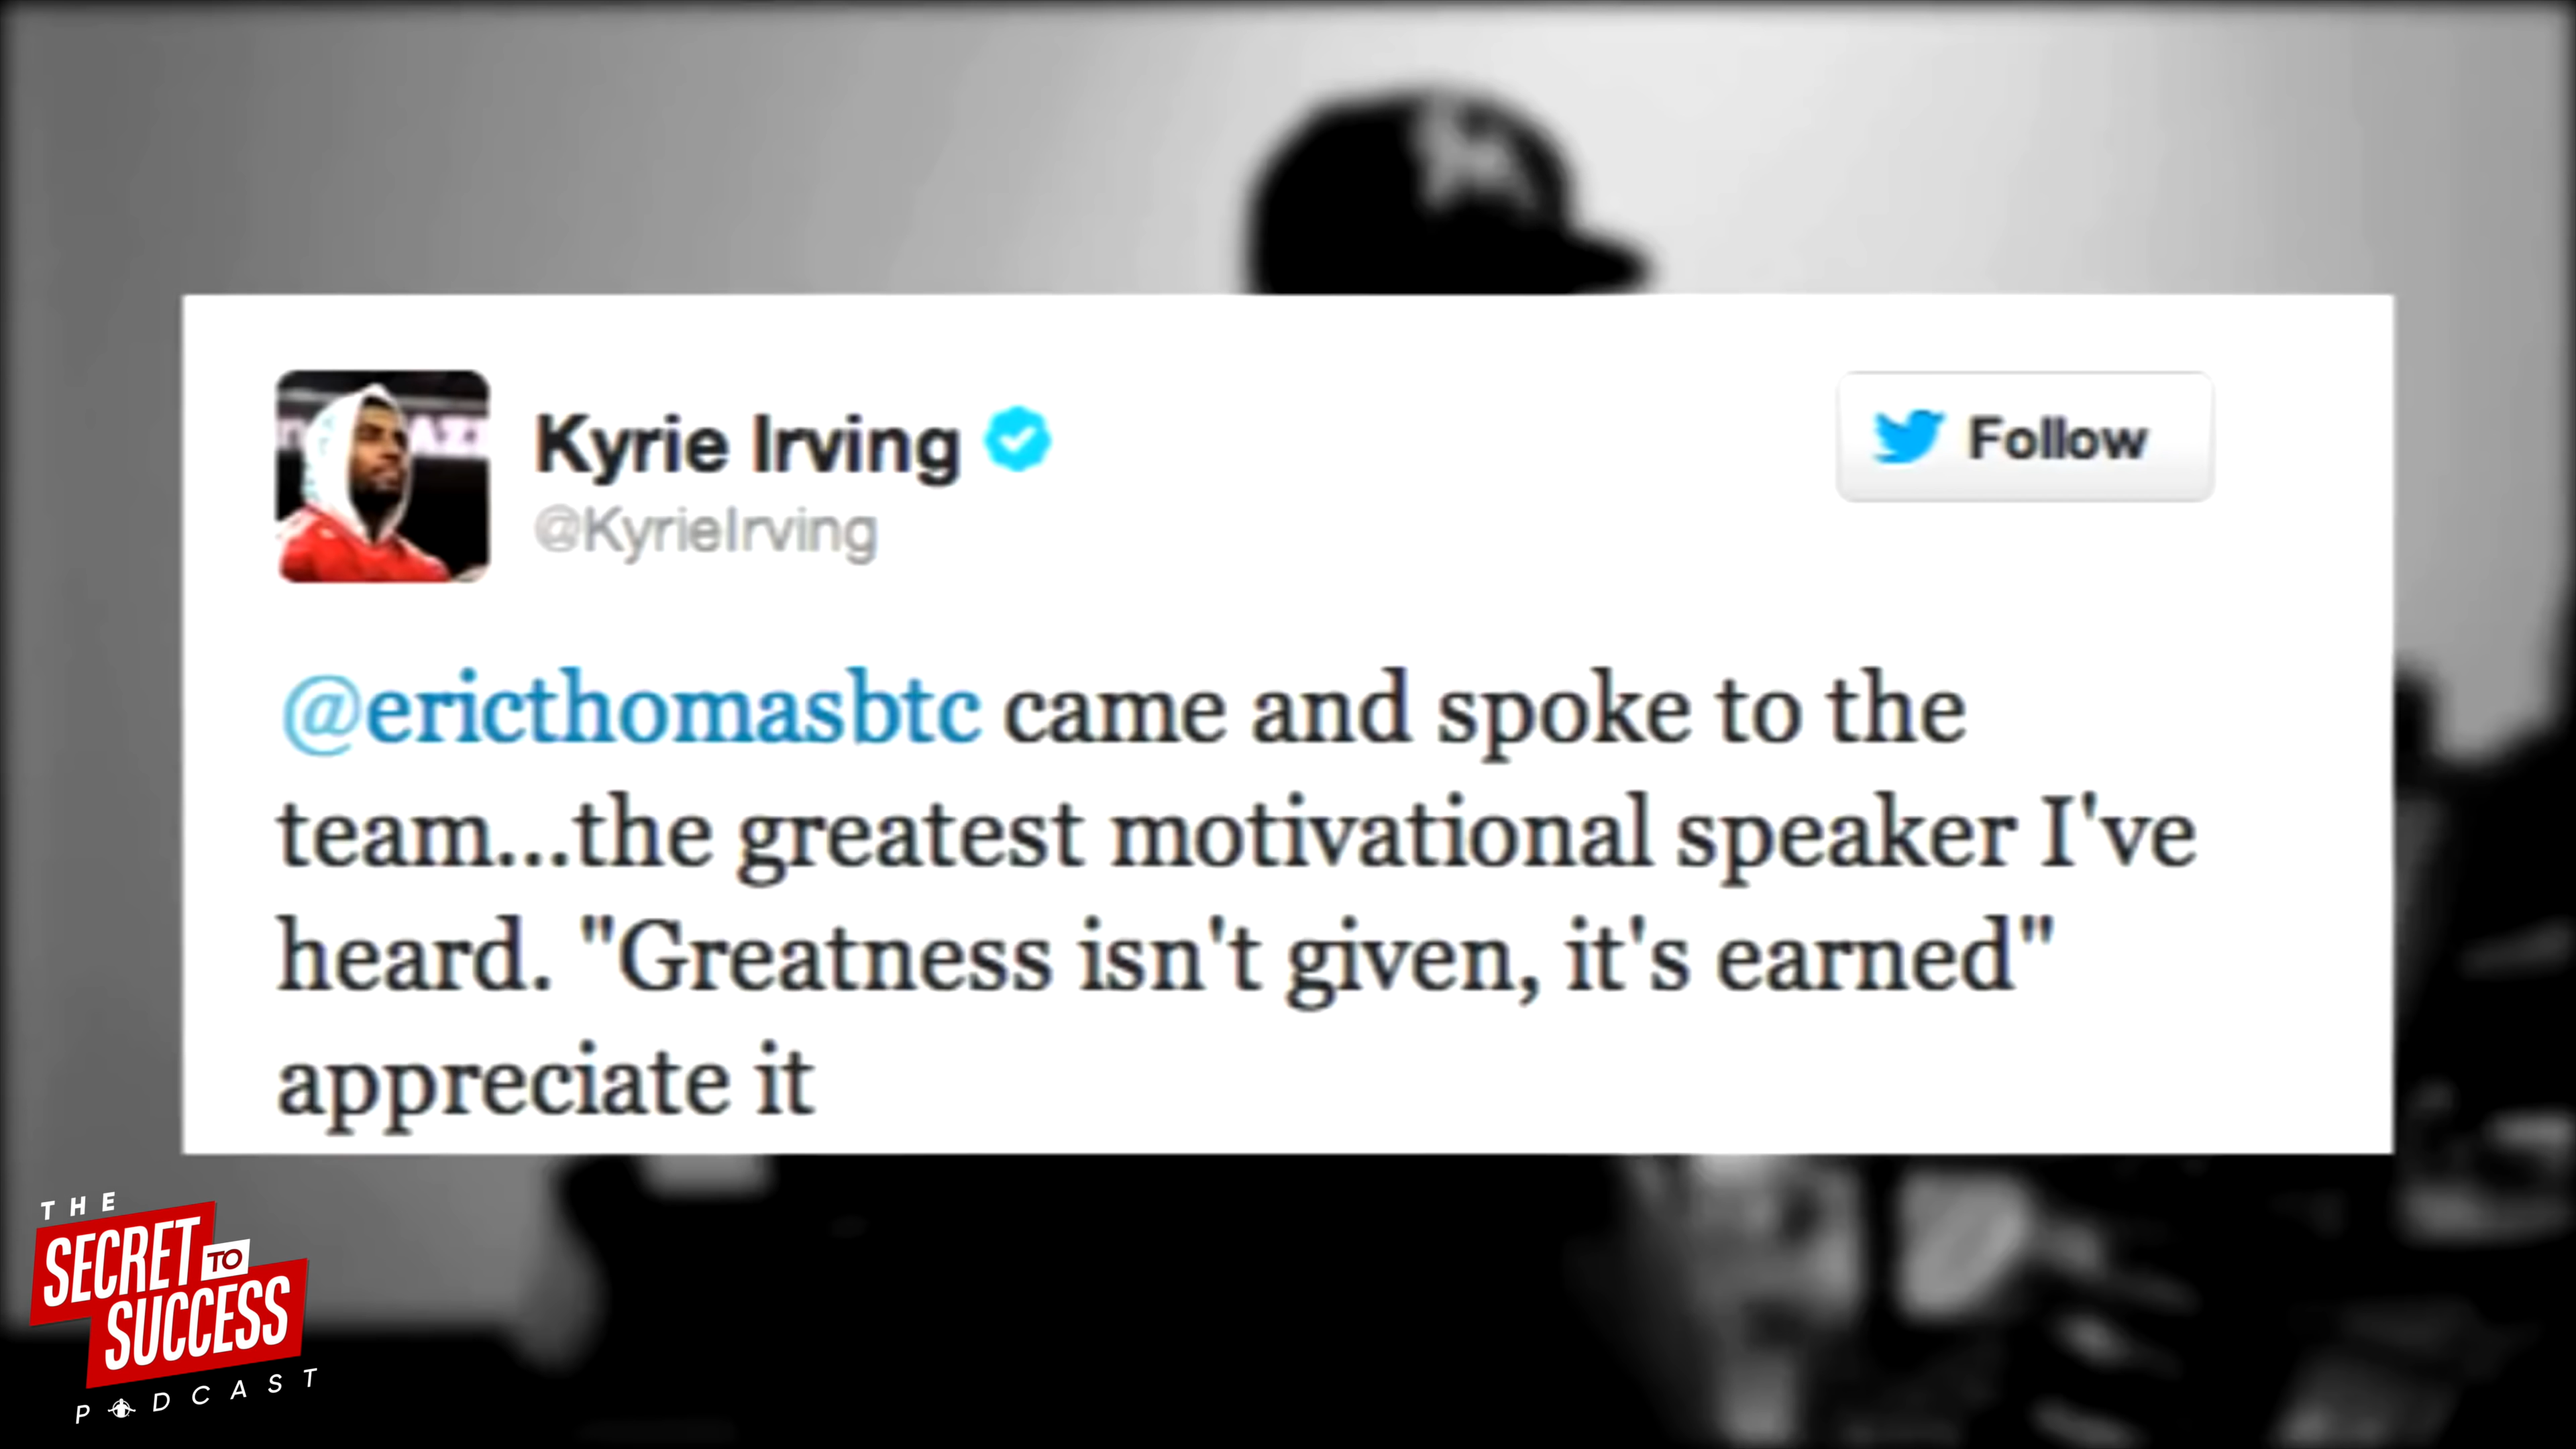 Kyrie Irving
@KyrieIrving
Follow
@ericthomasbtc came and spoke to the
team...the greatest motivational speaker I've
heard. "Greatness isn't given, it's earned"
appreciate it
THE
SECRET TO
SUCCESS
PODCAST